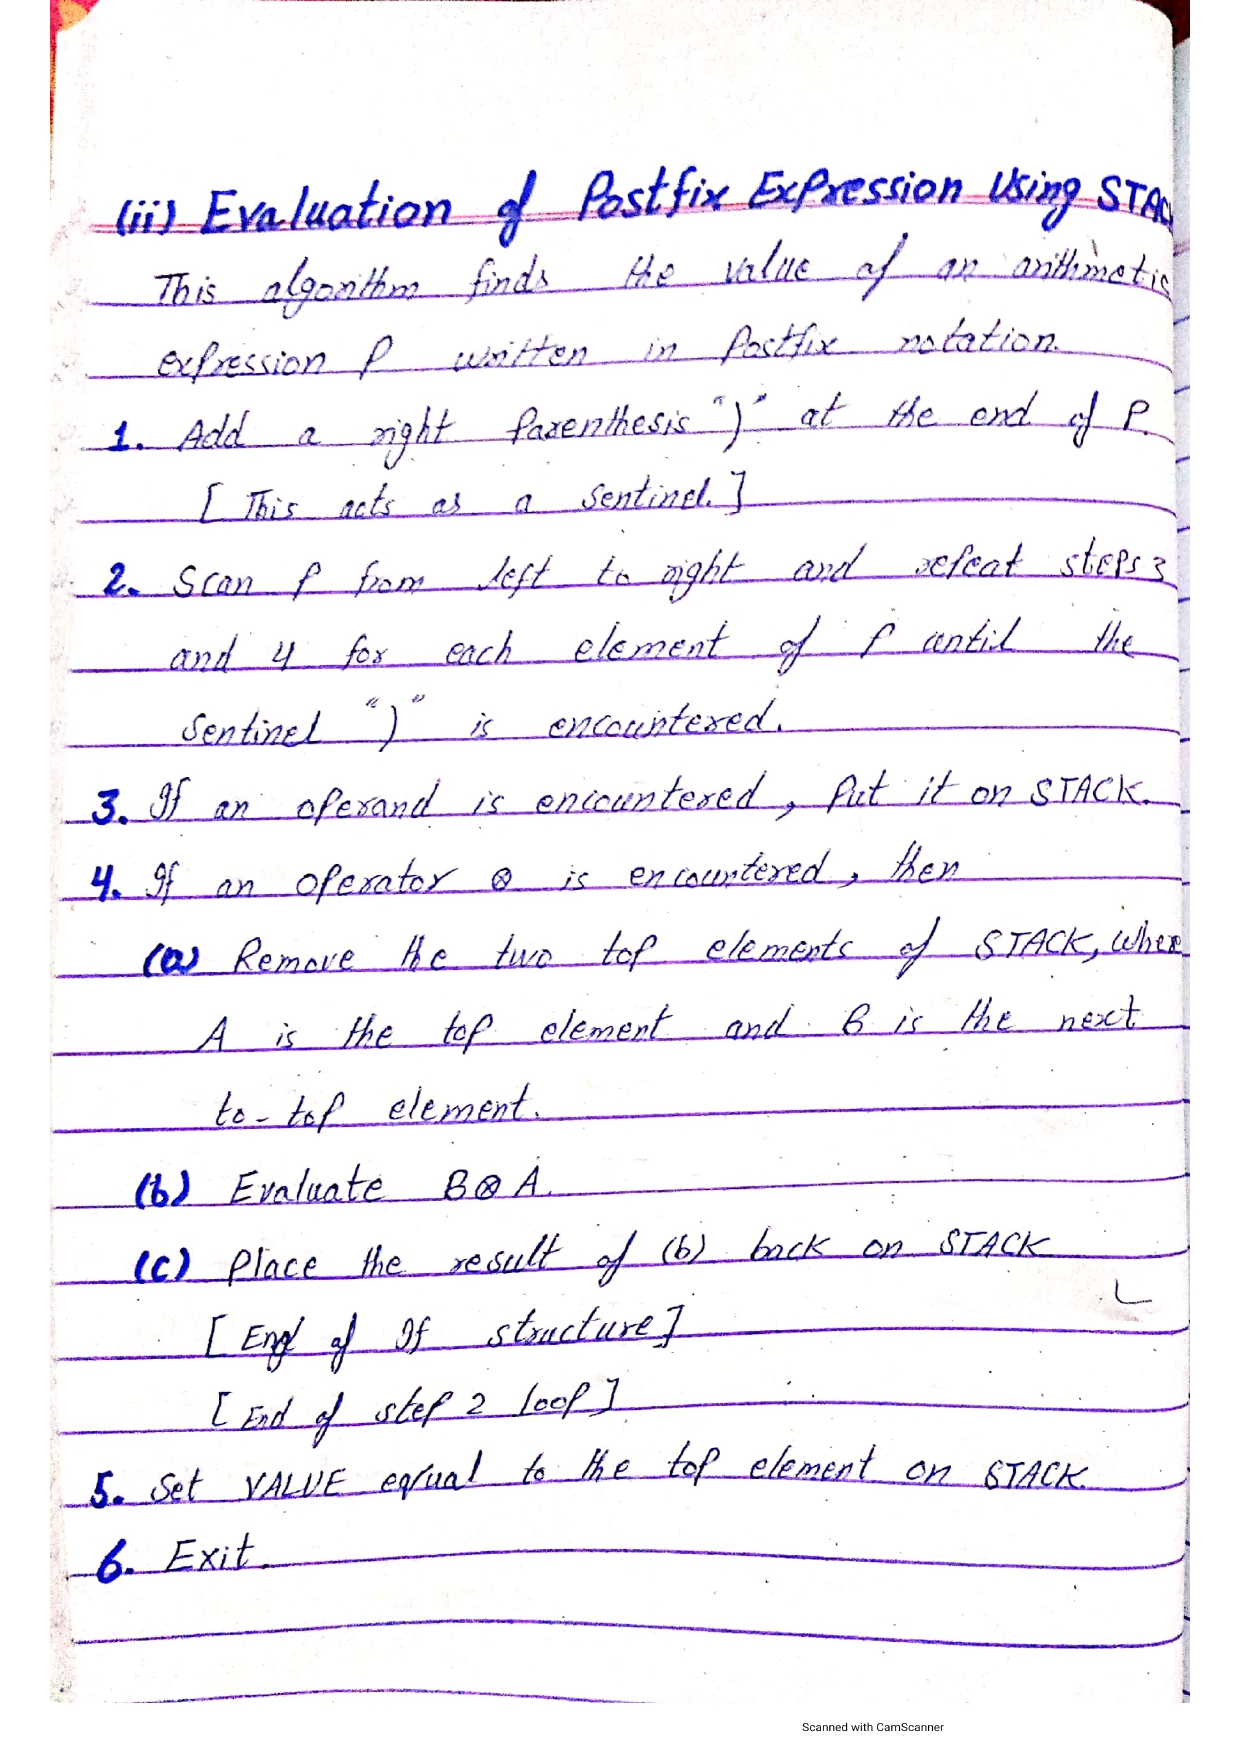 (ii) Evaluation of Postfix Expression Using STACK
This algorithm finds the value of an arithmetic
expression P written in Postfix notation.
1. Add a right Parenthesis ")" at the end of P.
[ This acts as a Sentinel. ]
2. Scan P from left to right and repeat steps 3
and 4 for each element of P until the
Sentinel ")" is encountered.
3. If an operand is encountered, Put it on STACK.
4. If an operator ⊗ is encountered, then
(a) Remove the two top elements of STACK, where
A is the top element and B is the next
to-top element.
(b) Evaluate B⊗A.
(c) Place the result of (b) back on STACK
[ End of If structure ]
[ End of step 2 loop ]
5. Set VALUE equal to the top element on STACK.
6. Exit.
Scanned with CamScanner